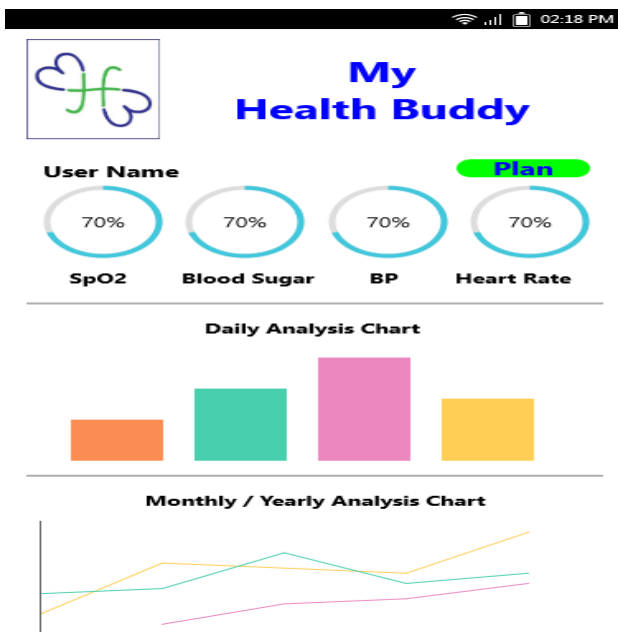 02:18 PM
My
Health Buddy
User Name
Plan
70%
70%
70%
70%
SpO2
Blood Sugar
BP
Heart Rate
Daily Analysis Chart
Monthly / Yearly Analysis Chart